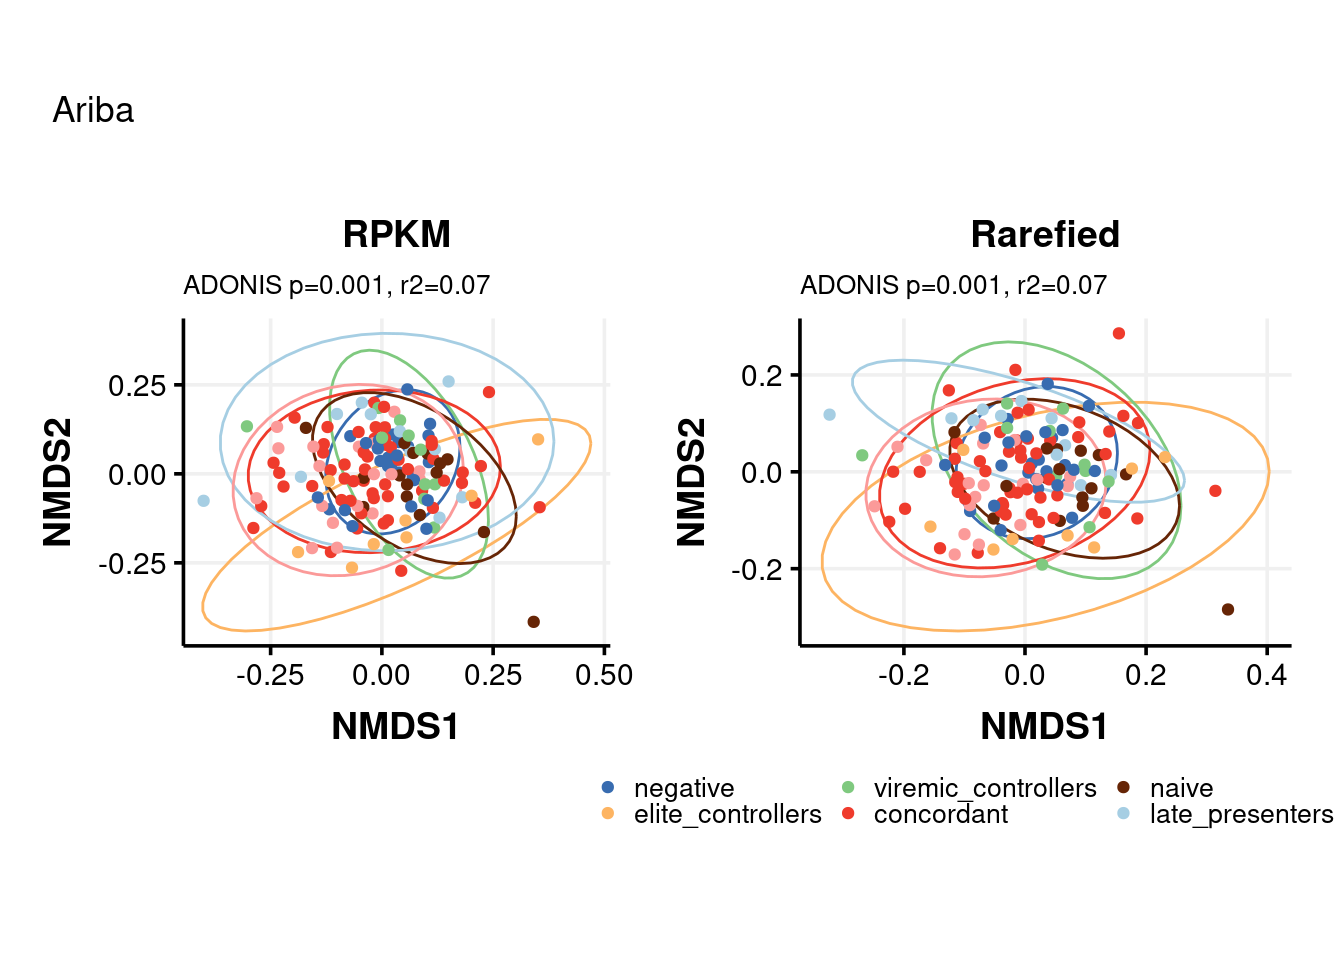 Ariba
RPKM
ADONIS p=0.001, r2=0.07
NMDS2
0.25
0.00
-0.25
-0.25 0.00 0.25 0.50
NMDS1
Rarefied
ADONIS p=0.001, r2=0.07
NMDS2
0.2
0.0
-0.2
-0.2 0.0 0.2 0.4
NMDS1
negative viremic_controllers naive
elite_controllers concordant late_presenters